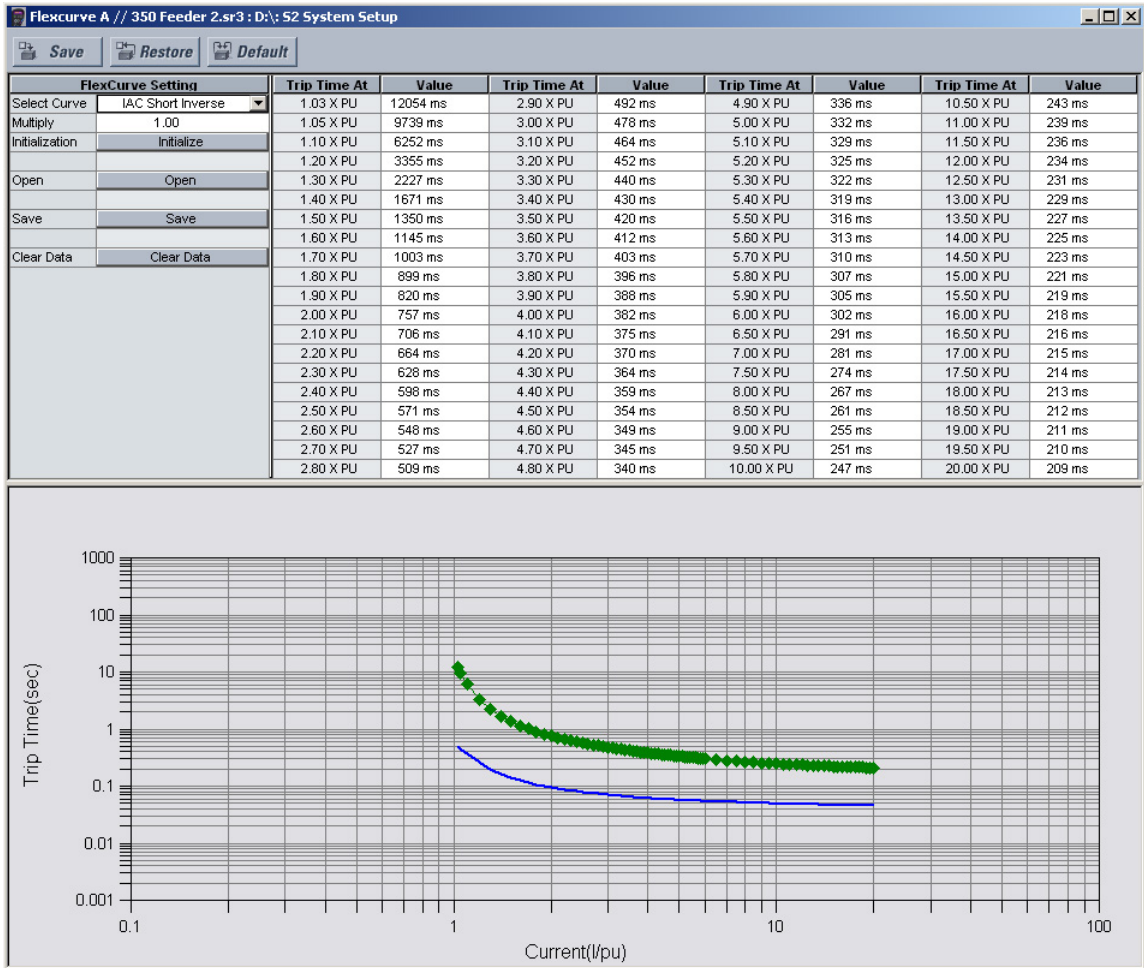 Flexcurve A // 350 Feeder 2.sr3 : D:\: S2 System Setup
Save Restore Default
FlexCurve Setting Trip Time At Value Trip Time At Value Trip Time At Value Trip Time At Value
Select Curve IAC Short Inverse 1.03 X PU 12054 ms 2.90 X PU 492 ms 4.90 X PU 336 ms 10.50 X PU 243 ms
Multiply 1.00 1.05 X PU 9739 ms 3.00 X PU 478 ms 5.00 X PU 332 ms 11.00 X PU 239 ms
Initialization Initialize 1.10 X PU 6252 ms 3.10 X PU 464 ms 5.10 X PU 329 ms 11.50 X PU 236 ms
1.20 X PU 3355 ms 3.20 X PU 452 ms 5.20 X PU 325 ms 12.00 X PU 234 ms
Open Open 1.30 X PU 2227 ms 3.30 X PU 440 ms 5.30 X PU 322 ms 12.50 X PU 231 ms
1.40 X PU 1671 ms 3.40 X PU 430 ms 5.40 X PU 319 ms 13.00 X PU 229 ms
Save Save 1.50 X PU 1350 ms 3.50 X PU 420 ms 5.50 X PU 316 ms 13.50 X PU 227 ms
1.60 X PU 1145 ms 3.60 X PU 412 ms 5.60 X PU 313 ms 14.00 X PU 225 ms
Clear Data Clear Data 1.70 X PU 1003 ms 3.70 X PU 403 ms 5.70 X PU 310 ms 14.50 X PU 223 ms
1.80 X PU 899 ms 3.80 X PU 396 ms 5.80 X PU 307 ms 15.00 X PU 221 ms
1.90 X PU 820 ms 3.90 X PU 388 ms 5.90 X PU 305 ms 15.50 X PU 219 ms
2.00 X PU 757 ms 4.00 X PU 382 ms 6.00 X PU 302 ms 16.00 X PU 218 ms
2.10 X PU 706 ms 4.10 X PU 375 ms 6.50 X PU 291 ms 16.50 X PU 216 ms
2.20 X PU 664 ms 4.20 X PU 370 ms 7.00 X PU 281 ms 17.00 X PU 215 ms
2.30 X PU 628 ms 4.30 X PU 364 ms 7.50 X PU 274 ms 17.50 X PU 214 ms
2.40 X PU 598 ms 4.40 X PU 359 ms 8.00 X PU 267 ms 18.00 X PU 213 ms
2.50 X PU 571 ms 4.50 X PU 354 ms 8.50 X PU 261 ms 18.50 X PU 212 ms
2.60 X PU 548 ms 4.60 X PU 349 ms 9.00 X PU 255 ms 19.00 X PU 211 ms
2.70 X PU 527 ms 4.70 X PU 345 ms 9.50 X PU 251 ms 19.50 X PU 210 ms
2.80 X PU 509 ms 4.80 X PU 340 ms 10.00 X PU 247 ms 20.00 X PU 209 ms
1000
100
10
1
0.1
0.01
0.001
Trip Time(sec)
0.1 1 10 100
Current(I/pu)